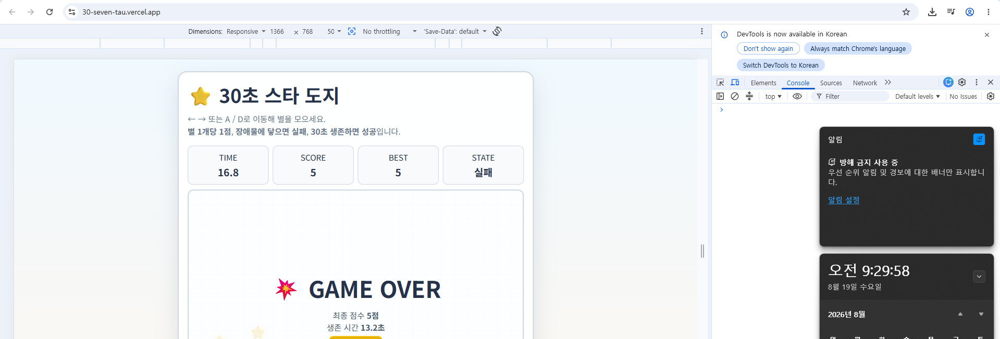 30-seven-tau.vercel.app
Dimensions: Responsive 1366 × 768 50 No throttling 'Save-Data': default
⭐ 30초 스타 도지
← → 또는 A / D로 이동해 별을 모으세요.
별 1개당 1점, 장애물에 닿으면 실패, 30초 생존하면 성공입니다.
TIME SCORE BEST STATE
16.8 5 5 실패
GAME OVER
최종 점수 5점
생존 시간 13.2초
DevTools is now available in Korean
Don't show again Always match Chrome's language
Switch DevTools to Korean
Elements Console Sources Network
top Filter Default levels No Issues
알림
방해 금지 사용 중
우선 순위 알림 및 경보에 대한 배너만 표시합니
다.
알림 설정
오전 9:29:58
8월 19일 수요일
2026년 8월